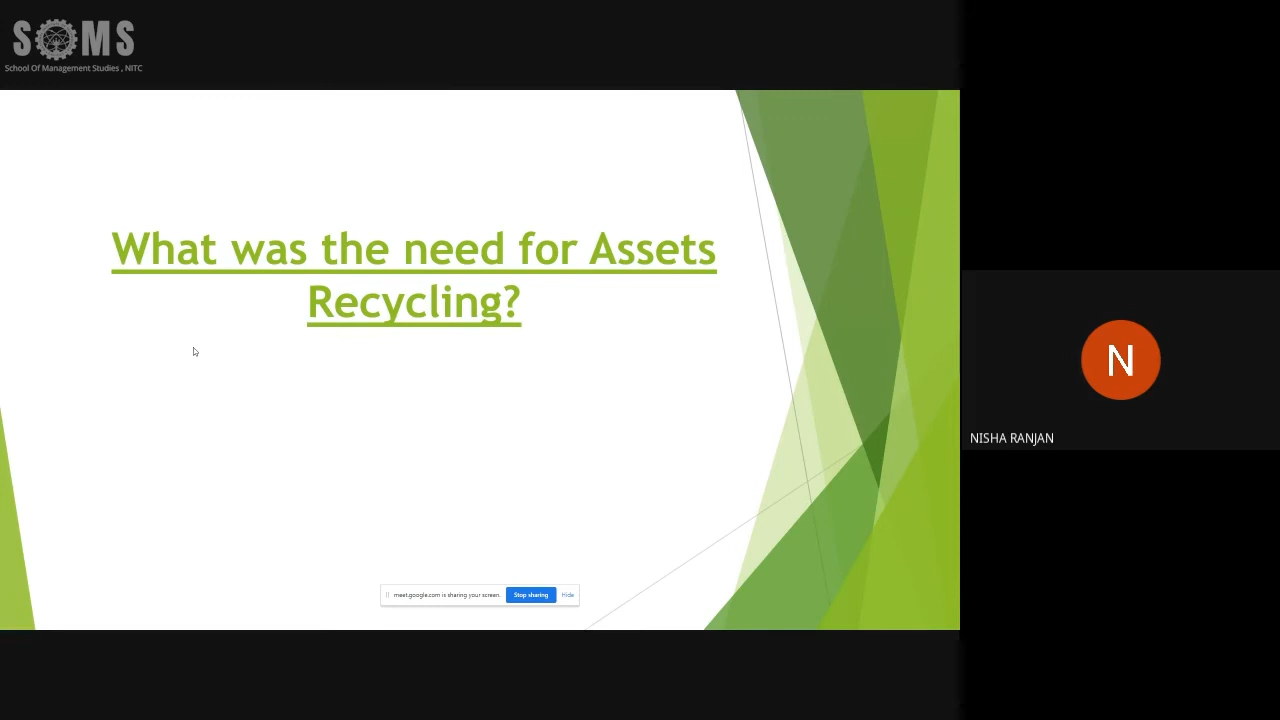 SOMS
School Of Management Studies , NITC
What was the need for Assets
Recycling?
meet.google.com is sharing your screen.
Stop sharing
Hide
N
NISHA RANJAN